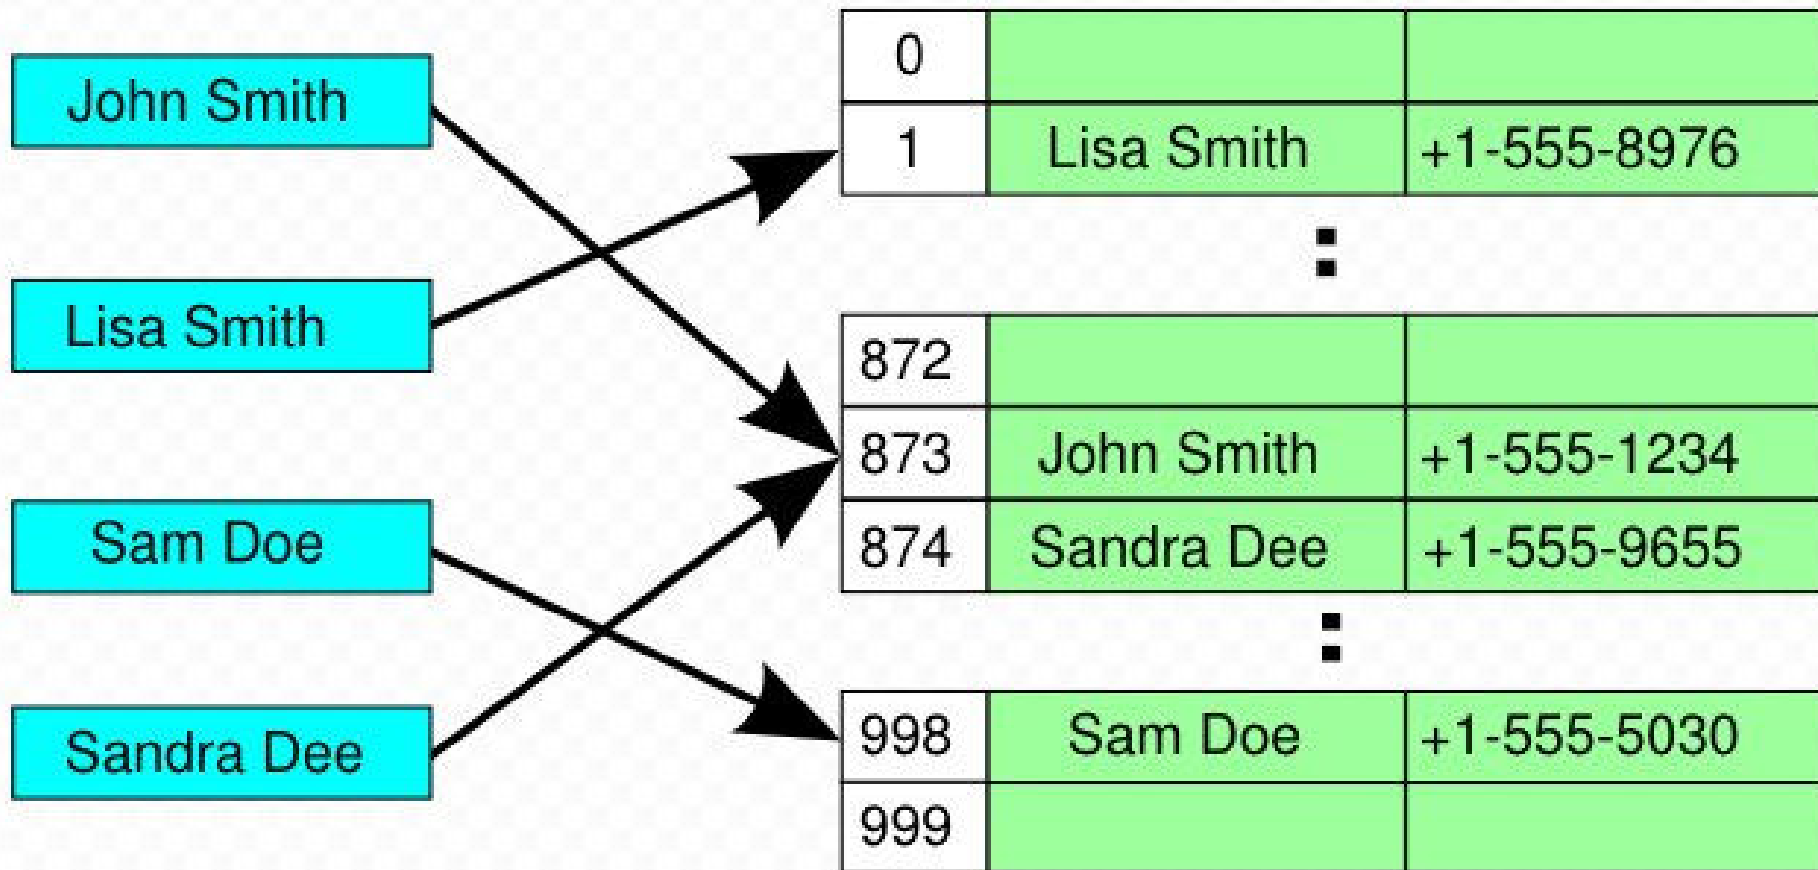 John Smith
Lisa Smith
Sam Doe
Sandra Dee
0
1 Lisa Smith +1-555-8976
872
873 John Smith +1-555-1234
874 Sandra Dee +1-555-9655
998 Sam Doe +1-555-5030
999